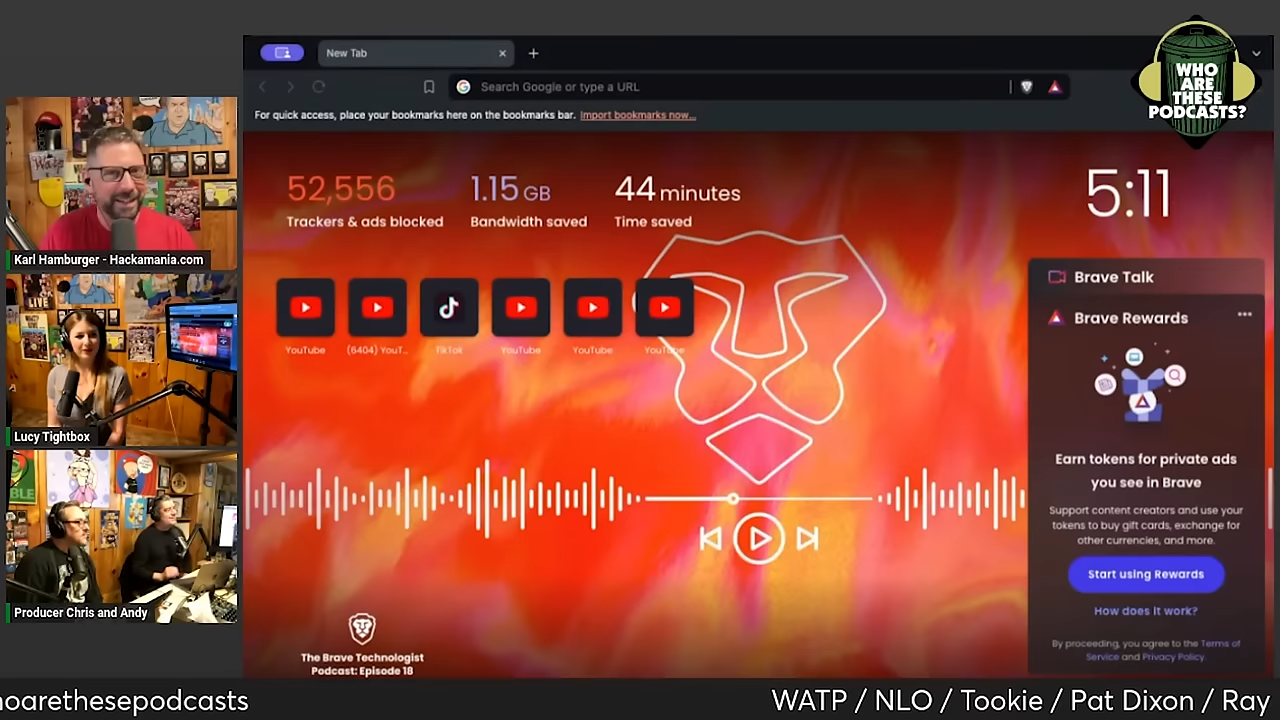 New Tab
Search Google or type a URL
For quick access, place your bookmarks here on the bookmarks bar. Import bookmarks now...
WHO
ARE
THESE
PODCASTS?
52,556
Trackers & ads blocked
1.15 GB
Bandwidth saved
44 minutes
Time saved
5:11
Karl Hamburger - Hackamania.com
Lucy Tightbox
Producer Chris and Andy
YouTube
(6404) YouT...
TikTok
YouTube
YouTube
YouTube
Brave Talk
Brave Rewards
Earn tokens for private ads
you see in Brave
Support content creators and use your
tokens to buy gift cards, exchange for
other currencies, and more.
Start using Rewards
How does it work?
By proceeding, you agree to the Terms of
Service and Privacy Policy.
The Brave Technologist
Podcast: Episode 18
hoarethesepodcasts
WATP / NLO / Tookie / Pat Dixon / Ray